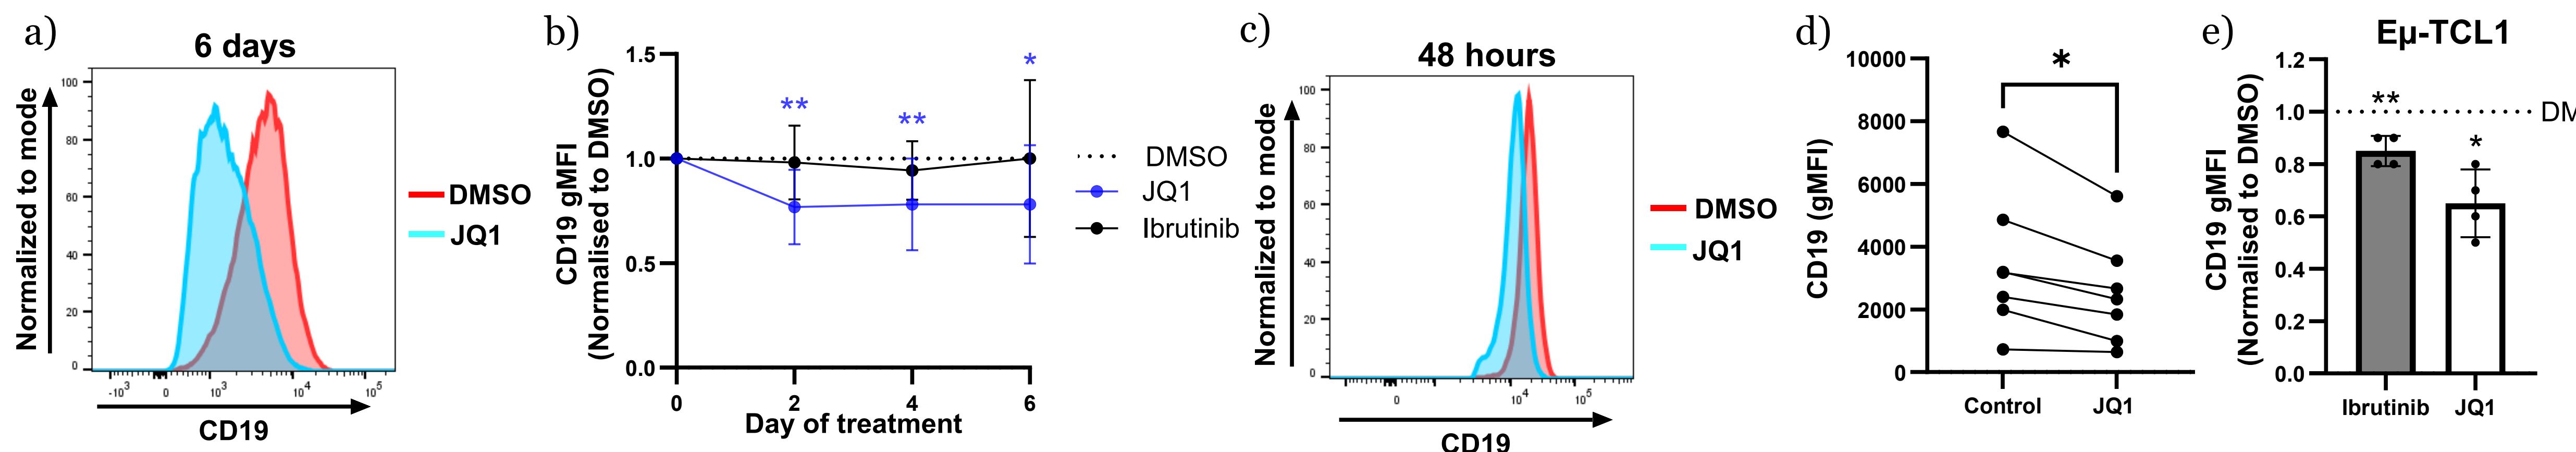 a)
6 days
Normalized to mode
100
80
60
40
20
0
-10³
0
10³
10⁴
10⁵
CD19
DMSO
JQ1
b)
CD19 gMFI
(Normalised to DMSO)
1.5
1.0
0.5
0.0
**
**
*
0
2
4
6
Day of treatment
DMSO
JQ1
Ibrutinib
c)
48 hours
Normalized to mode
100
80
60
40
20
0
0
10⁴
10⁵
CD19
DMSO
JQ1
d)
CD19 (gMFI)
10000
8000
6000
4000
2000
0
*
Control
JQ1
e)
Eµ-TCL1
CD19 gMFI
(Normalised to DMSO)
1.2
1.0
0.8
0.6
0.4
0.2
0.0
**
*
DM
Ibrutinib
JQ1